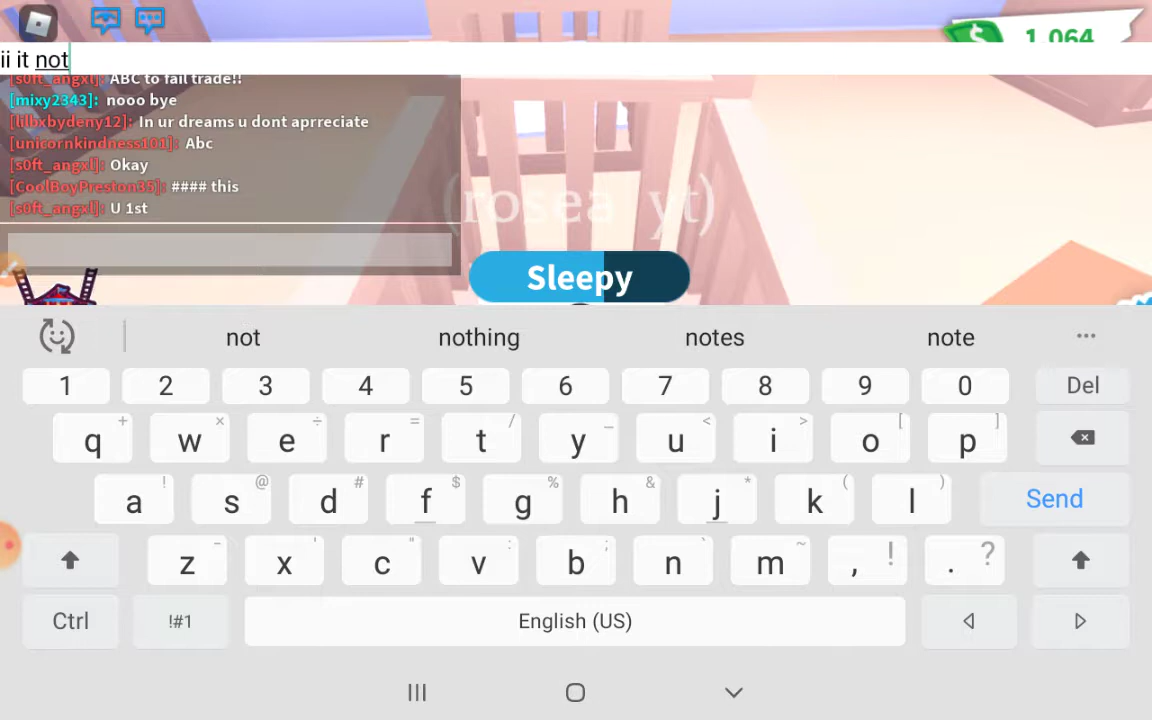 1,064
ii it not
[s0ft_angxl]: ABC to fail trade!!
[mixy2343]: nooo bye
[lilbxbydeny12]: In ur dreams u dont aprreciate
[unicornkindness101]: Abc
[s0ft_angxl]: Okay
[CoolBoyPreston35]: #### this
[s0ft_angxl]: U 1st
(rosea_yt)
Sleepy
not nothing notes note ...
1 2 3 4 5 6 7 8 9 0 Del
+ × ÷ = / _ < > [ ]
q w e r t y u i o p
! @ # $ % & * ( )
a s d f g h j k l Send
- ' " : ; ` ~ ! ?
z x c v b n m , .
Ctrl !#1 English (US)